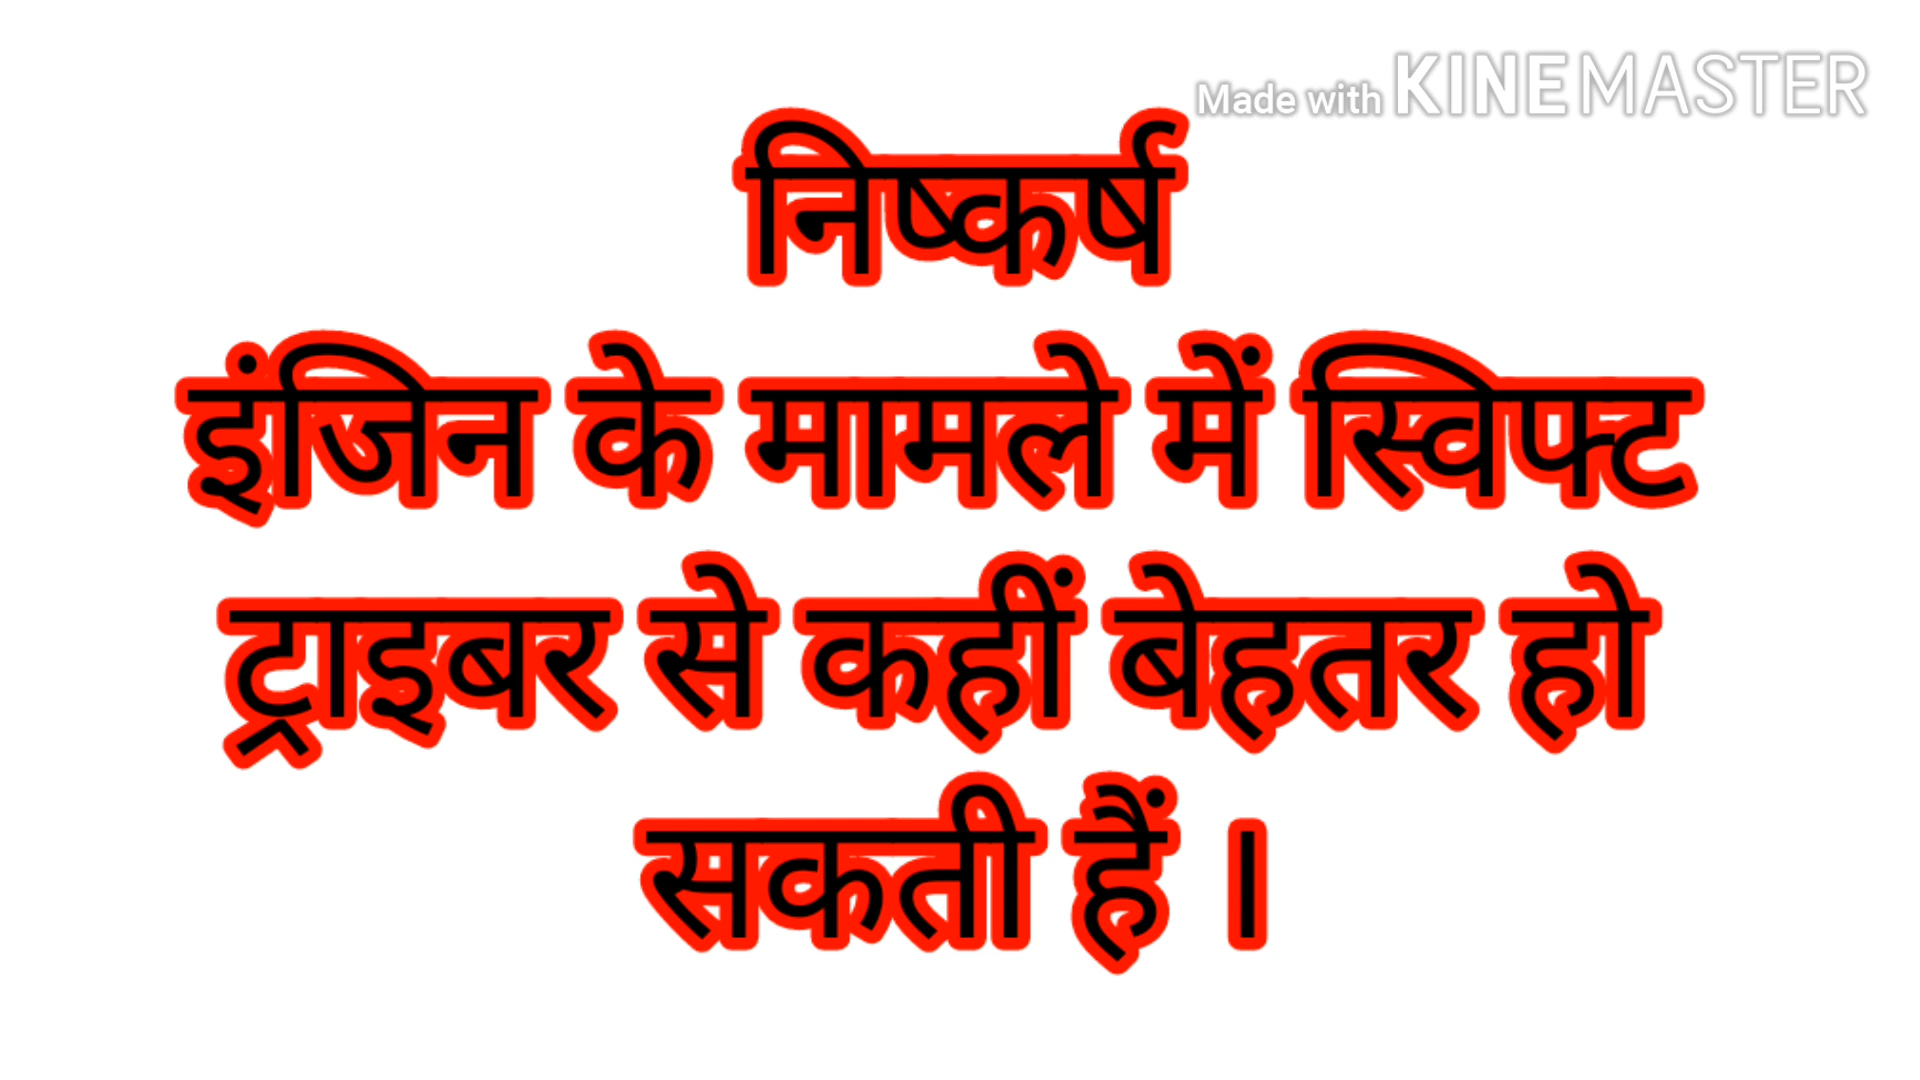 Made with KINEMASTER
निष्कर्ष
इंजिन के मामले में स्विफ्ट
ट्राइबर से कहीं बेहतर हो
सकती हैं ।